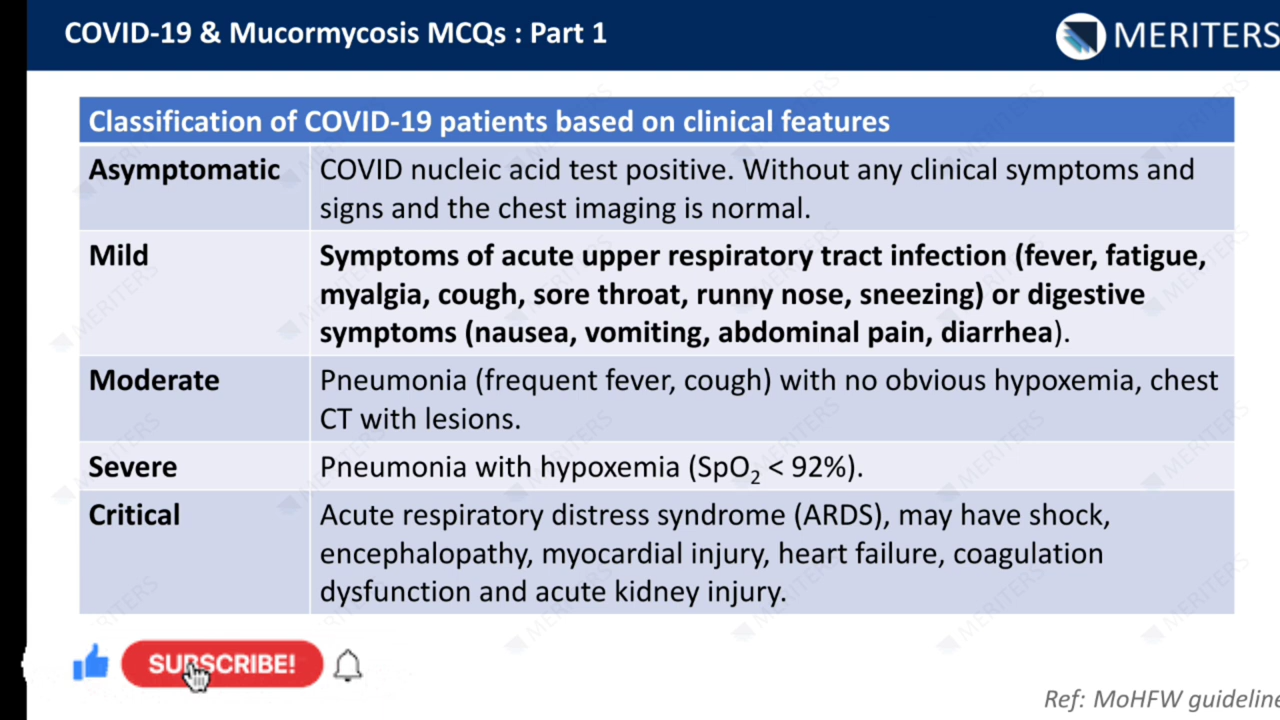 COVID-19 & Mucormycosis MCQs : Part 1
MERITERS
Classification of COVID-19 patients based on clinical features
Asymptomatic
COVID nucleic acid test positive. Without any clinical symptoms and
signs and the chest imaging is normal.
Mild
Symptoms of acute upper respiratory tract infection (fever, fatigue,
myalgia, cough, sore throat, runny nose, sneezing) or digestive
symptoms (nausea, vomiting, abdominal pain, diarrhea).
Moderate
Pneumonia (frequent fever, cough) with no obvious hypoxemia, chest
CT with lesions.
Severe
Pneumonia with hypoxemia (SpO₂ < 92%).
Critical
Acute respiratory distress syndrome (ARDS), may have shock,
encephalopathy, myocardial injury, heart failure, coagulation
dysfunction and acute kidney injury.
SUBSCRIBE!
Ref: MoHFW guideline